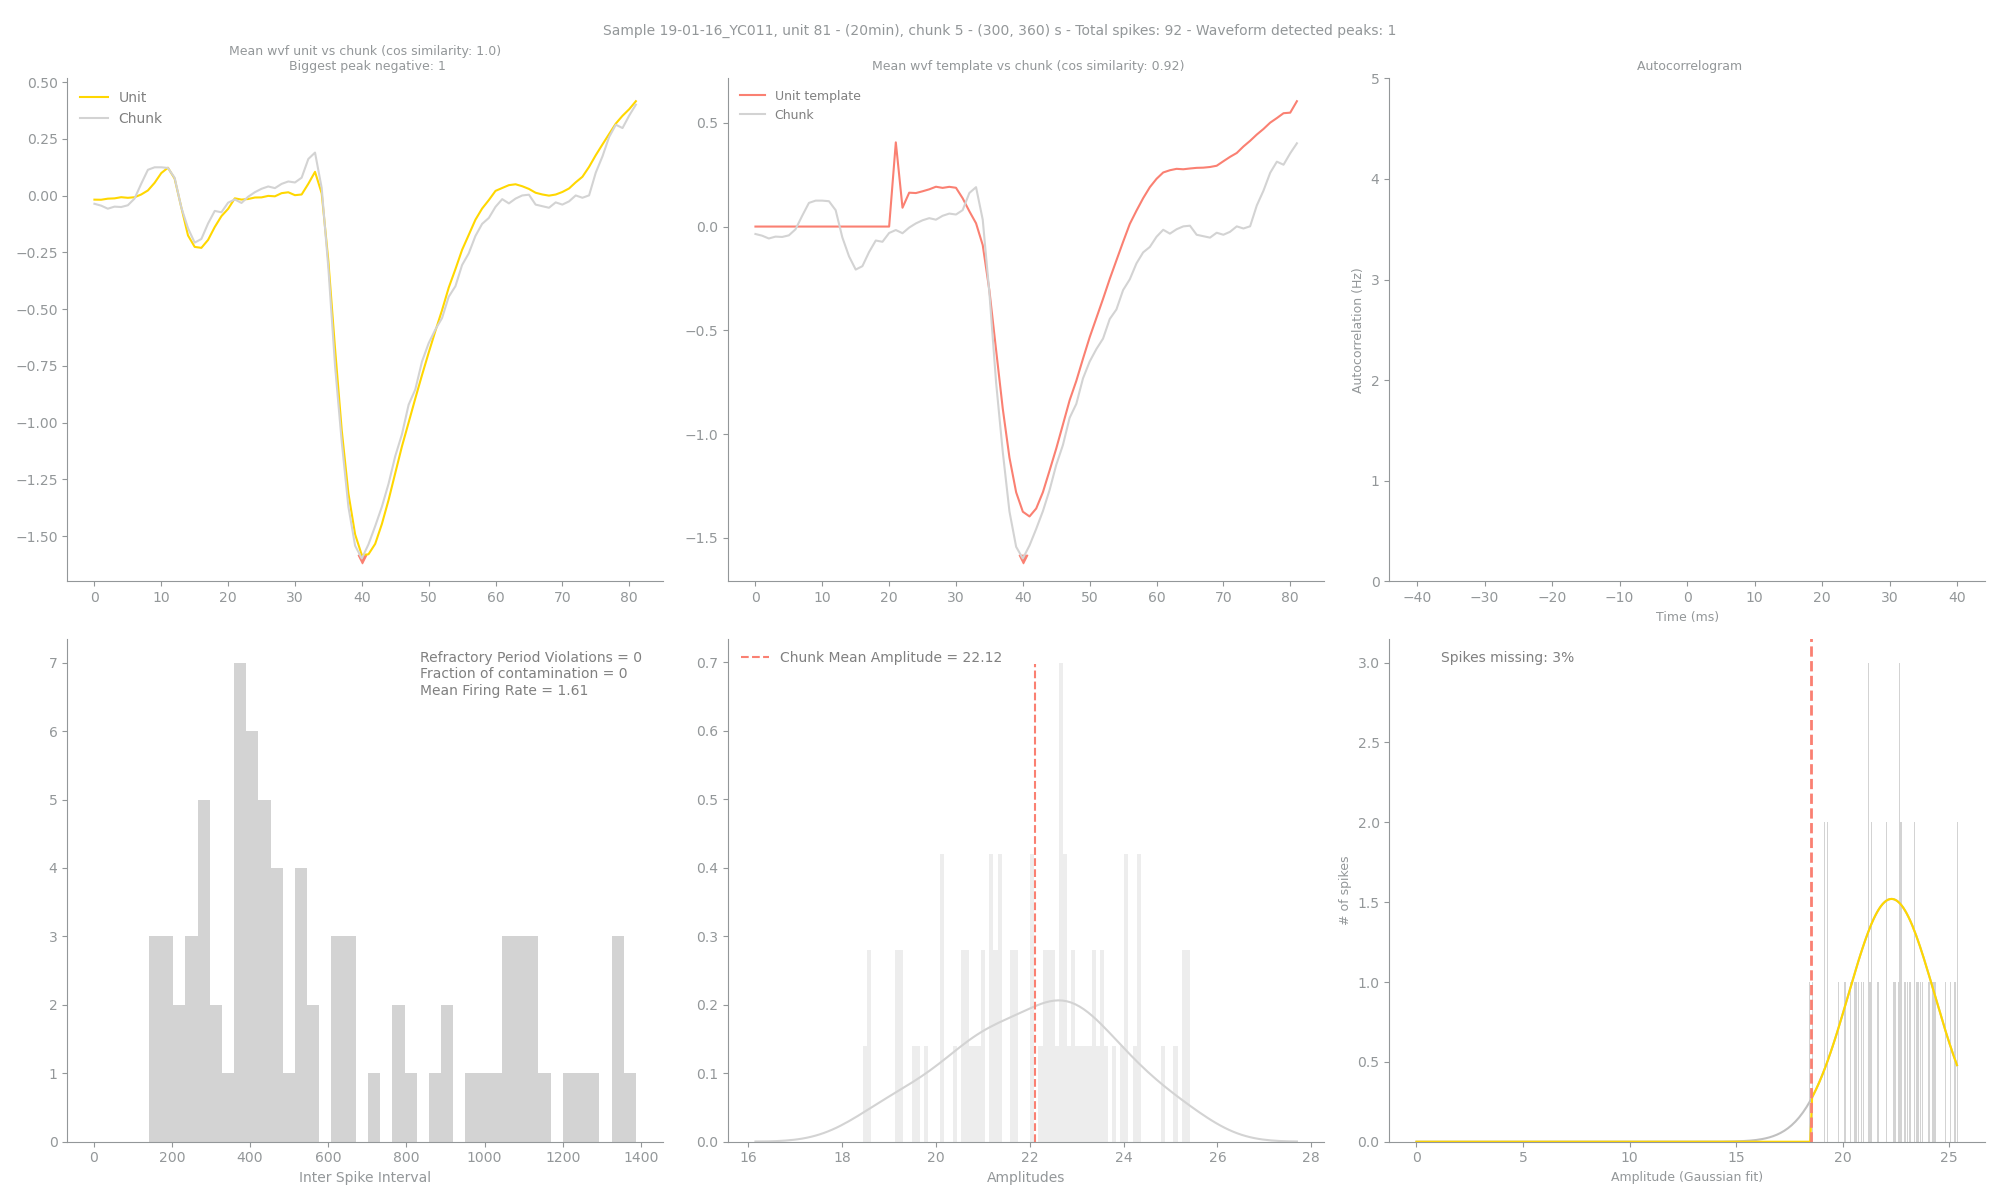 Sample 19-01-16_YC011, unit 81 - (20min), chunk 5 - (300, 360) s - Total spikes: 92 - Waveform detected peaks: 1
Mean wvf unit vs chunk (cos similarity: 1.0)
Biggest peak negative: 1
Unit
Chunk
0.50
0.25
0.00
−0.25
−0.50
−0.75
−1.00
−1.25
−1.50
0 10 20 30 40 50 60 70 80
Mean wvf template vs chunk (cos similarity: 0.92)
Unit template
Chunk
0.5
0.0
−0.5
−1.0
−1.5
0 10 20 30 40 50 60 70 80
Autocorrelogram
Autocorrelation (Hz)
5
4
3
2
1
0
−40 −30 −20 −10 0 10 20 30 40
Time (ms)
Refractory Period Violations = 0
Fraction of contamination = 0
Mean Firing Rate = 1.61
7
6
5
4
3
2
1
0
0 200 400 600 800 1000 1200 1400
Inter Spike Interval
Chunk Mean Amplitude = 22.12
0.7
0.6
0.5
0.4
0.3
0.2
0.1
0.0
16 18 20 22 24 26 28
Amplitudes
Spikes missing: 3%
# of spikes
3.0
2.5
2.0
1.5
1.0
0.5
0.0
0 5 10 15 20 25
Amplitude (Gaussian fit)